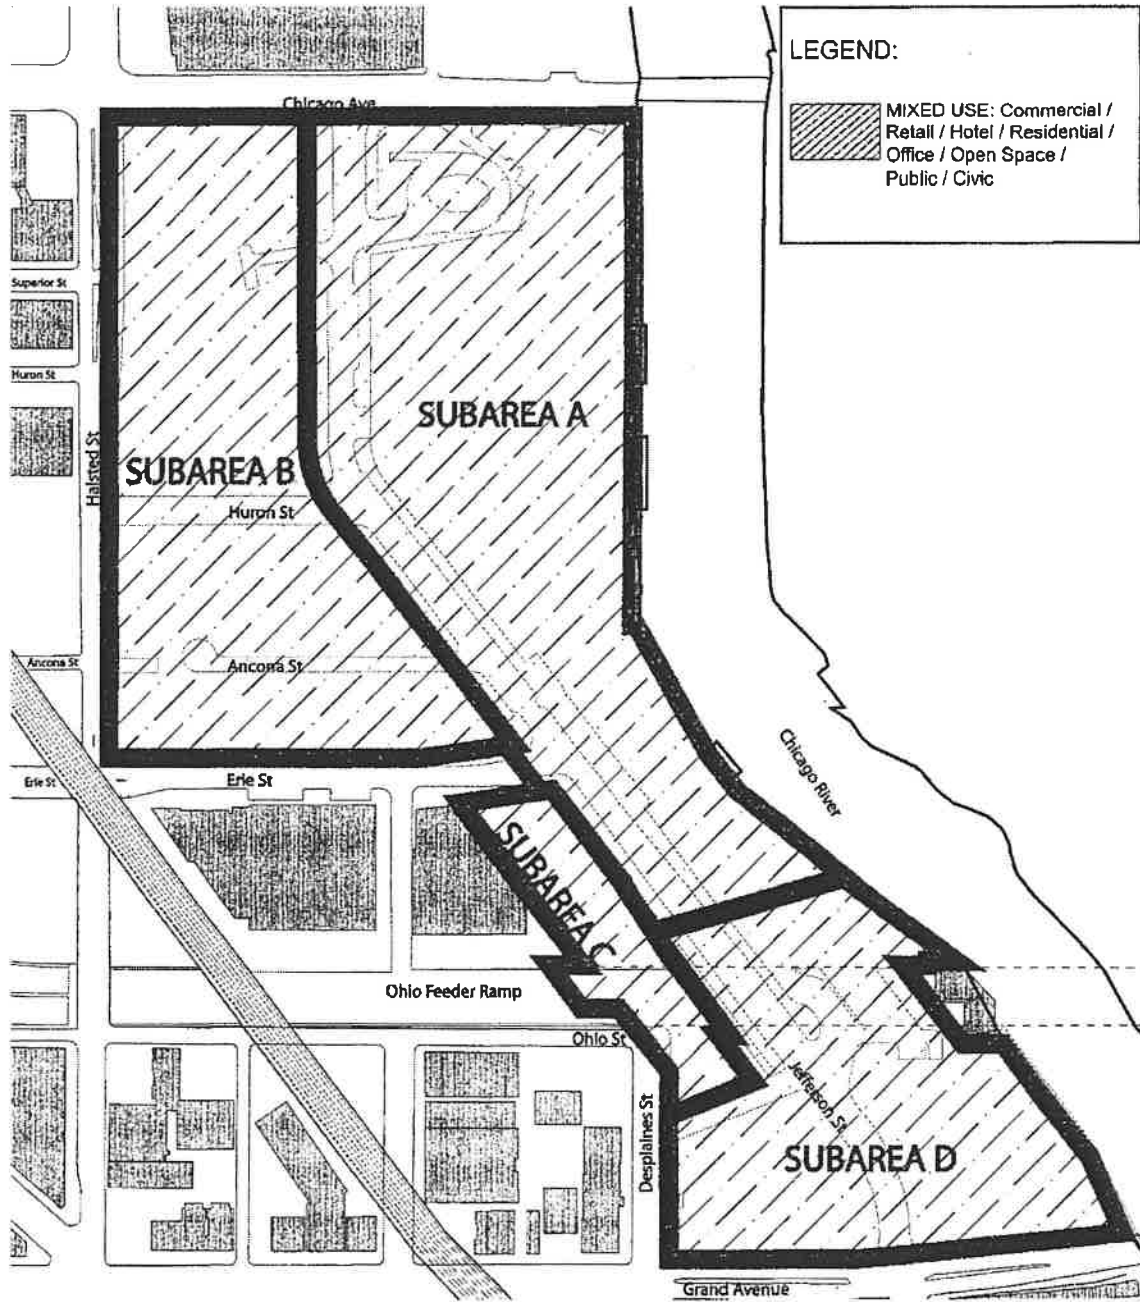 LEGEND:
MIXED USE: Commercial /
Retail / Hotel / Residential /
Office / Open Space /
Public / Civic
Chicago Ave
Superior St
Huron St
Halsted St
SUBAREA A
SUBAREA B
Huron St
Ancona St
Ancona St
Chicago River
Erie St
Erie St
SUBAREA C
Ohio Feeder Ramp
Ohio St
Jefferson St
Desplaines St
SUBAREA D
Grand Avenue